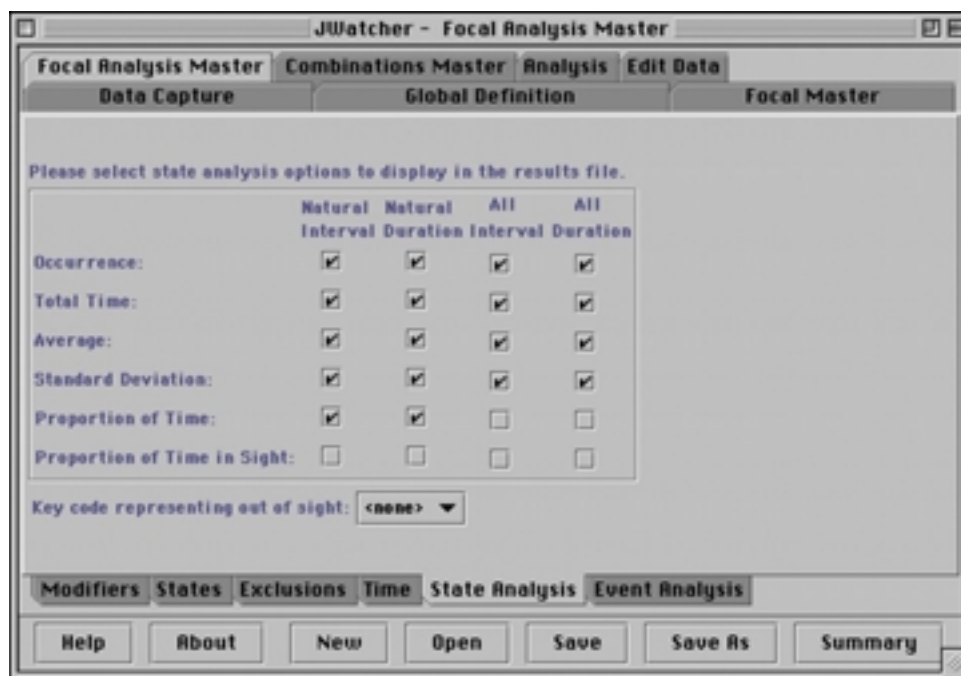 JWatcher - Focal Analysis Master
Focal Analysis Master Combinations Master Analysis Edit Data
Data Capture Global Definition Focal Master
Please select state analysis options to display in the results file.
Natural Natural All All
Interval Duration Interval Duration
Occurrence:
Total Time:
Average:
Standard Deviation:
Proportion of Time:
Proportion of Time in Sight:
Key code representing out of sight: <none>
Modifiers States Exclusions Time State Analysis Event Analysis
Help About New Open Save Save As Summary